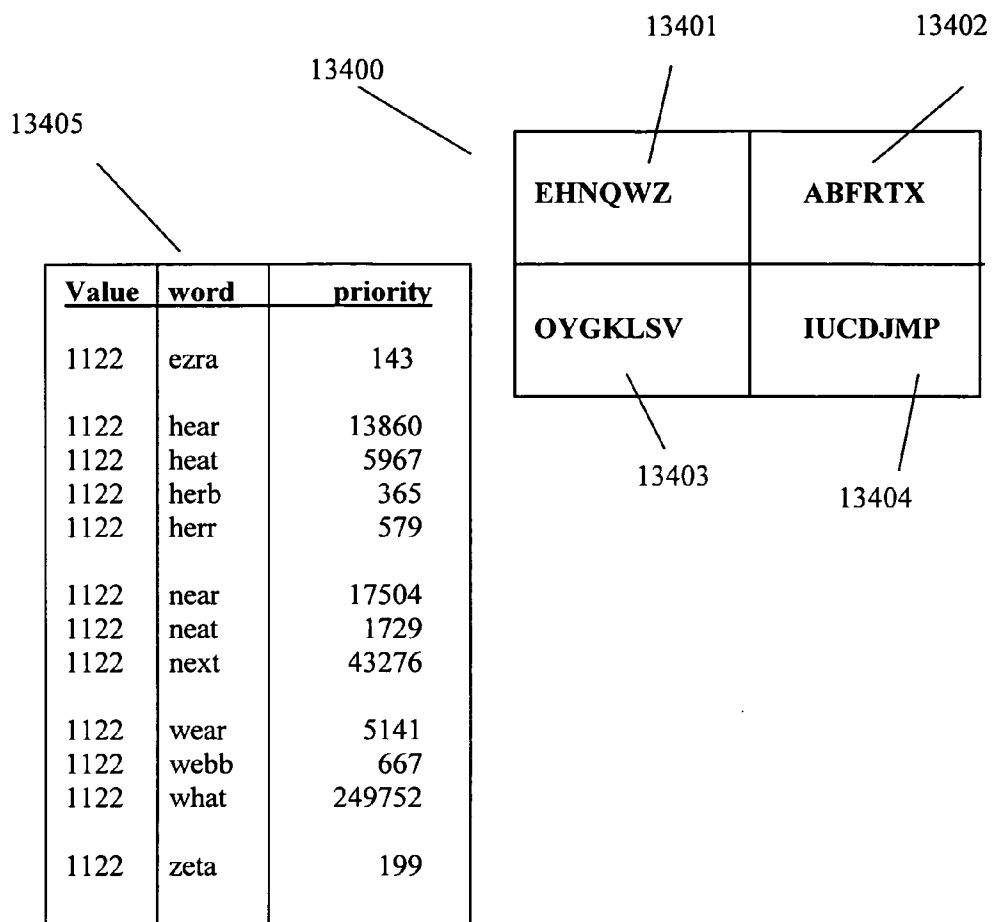 13401 13402
13400
13405
EHNQWZ ABFRTX
Value word priority
OYGKLSV IUCDJMP
1122 ezra 143
1122 hear 13860
1122 heat 5967
13403
1122 herb 365
13404
1122 herr 579
1122 near 17504
1122 neat 1729
1122 next 43276
1122 wear 5141
1122 webb 667
1122 what 249752
1122 zeta 199